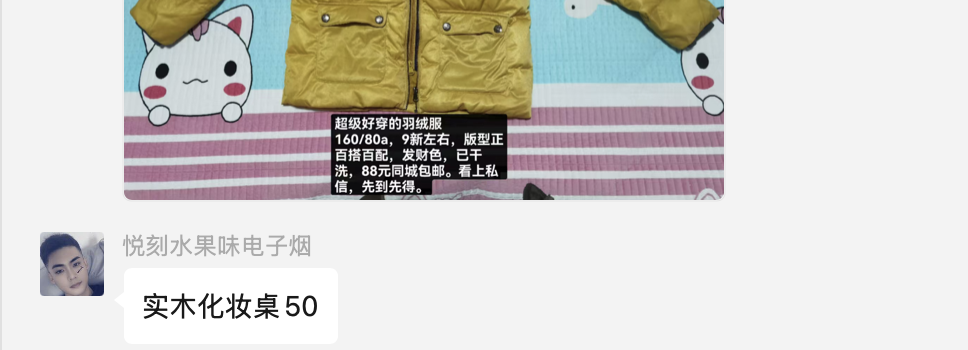 超级好穿的羽绒服
160/80a，9新左右，版型正
百搭百配，发财色，已干
洗，88元同城包邮。看上私
信，先到先得。
悦刻水果味电子烟
实木化妆桌50